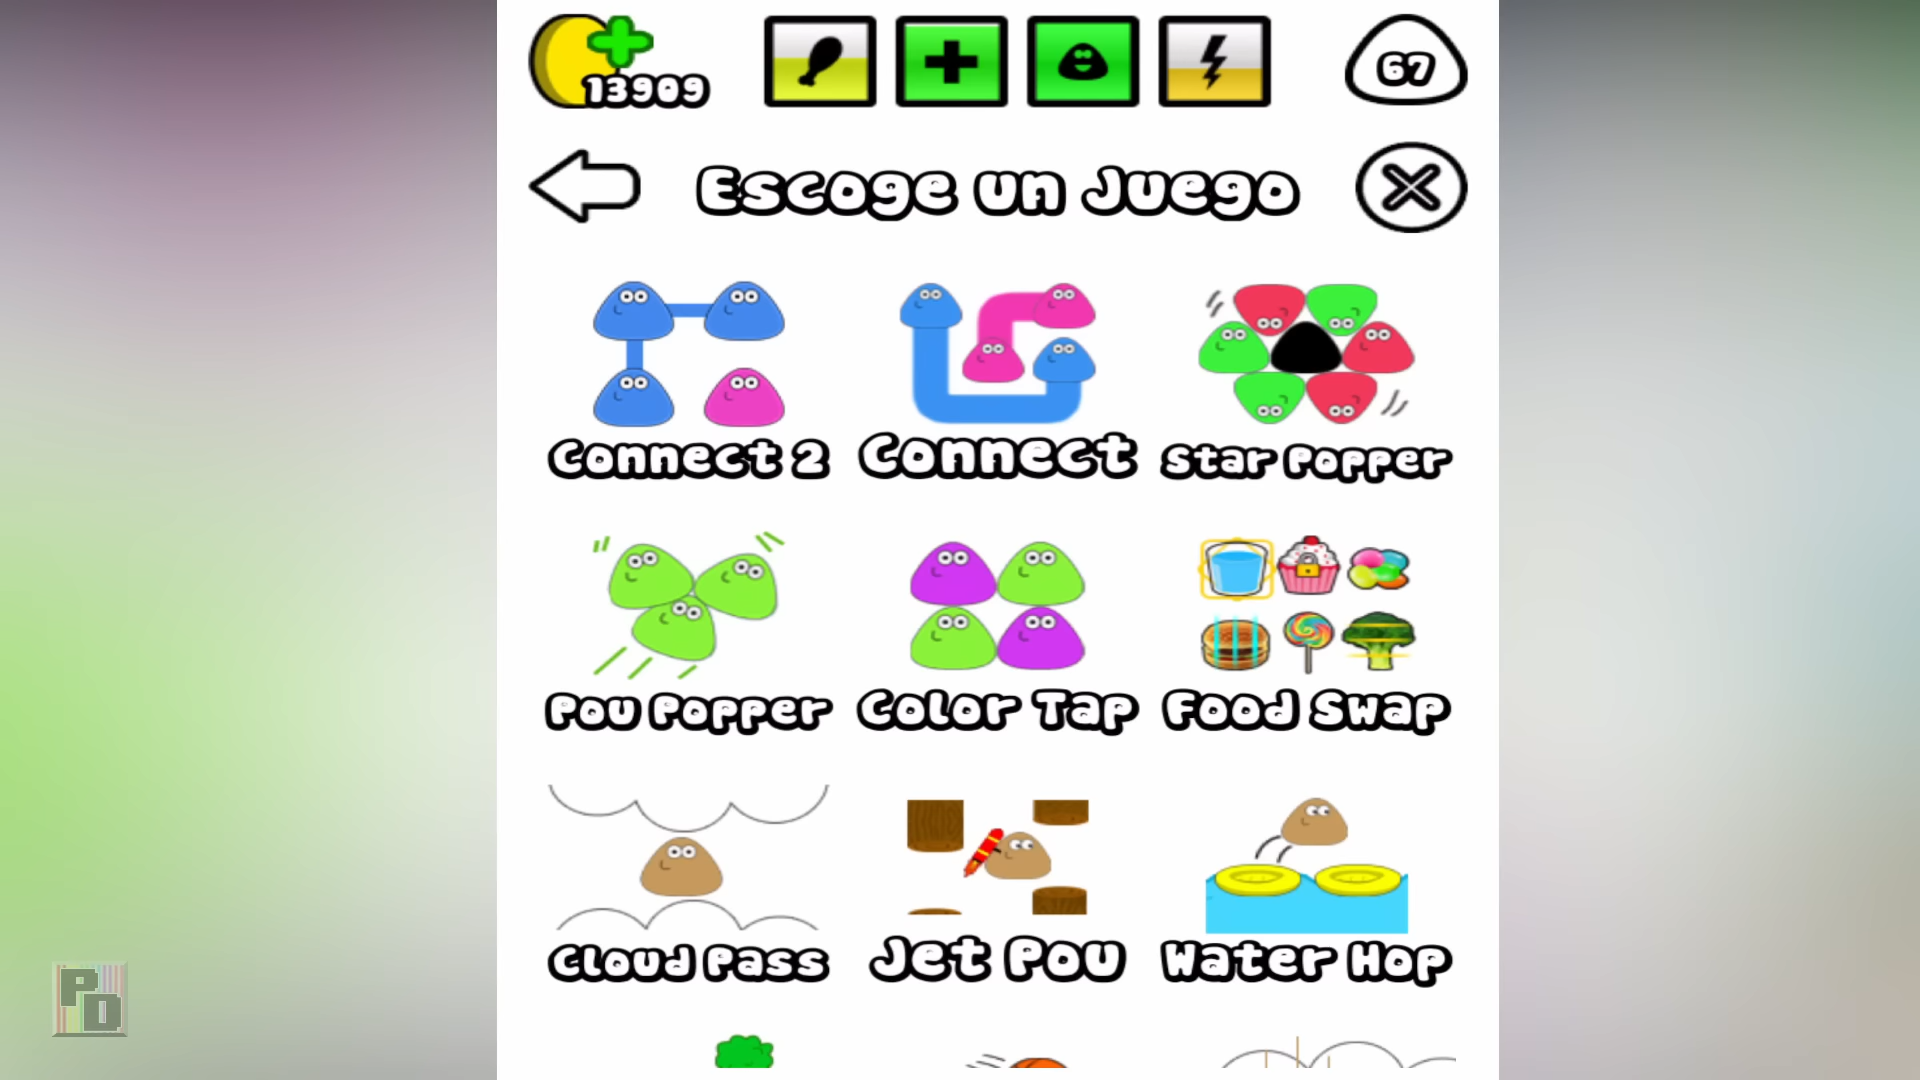 13909
67
Escoge un Juego
Connect 2
Connect
Star Popper
Pou Popper
Color Tap
Food Swap
Cloud Pass
Jet Pou
Water Hop
PD